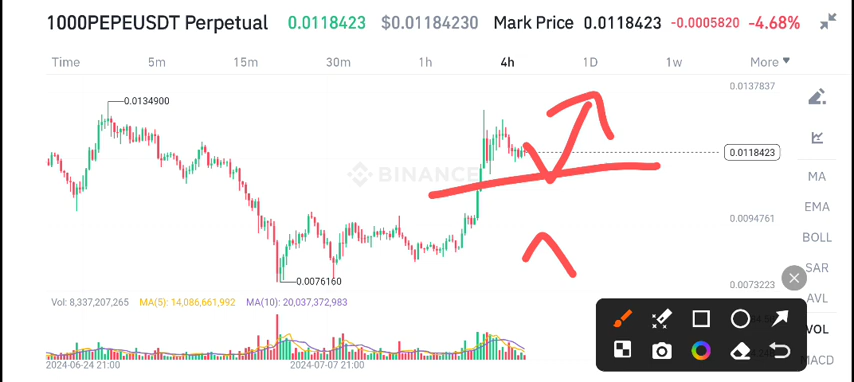 1000PEPEUSDT Perpetual 0.0118423 $0.01184230 Mark Price 0.0118423 -0.0005820 -4.68%
Time 5m 15m 30m 1h 4h 1D 1w More
0.0137837
0.0134900
0.0118423
BINANCE
MA
EMA
0.0094761
BOLL
SAR
0.0076160
0.0073223
AVL
Vol: 8,337,207,265 MA(5): 14,086,661,992 MA(10): 20,037,372,983
VOL
MACD
2024-06-24 21:00 2024-07-07 21:00